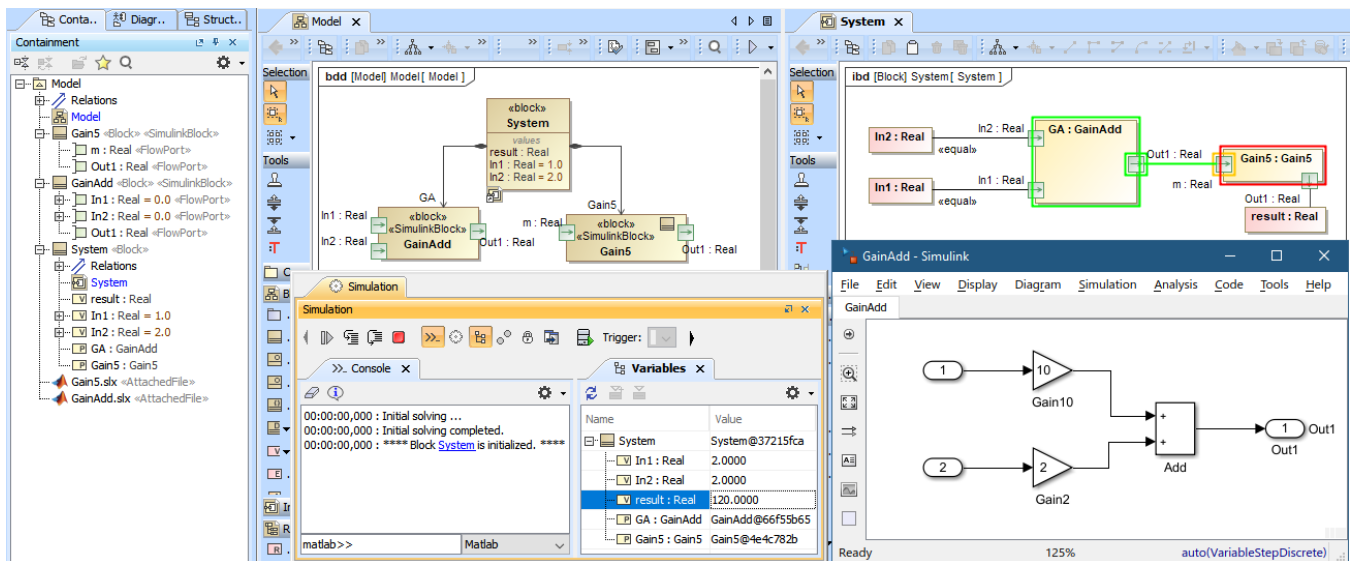 Conta..
Diagr..
Struct..
Containment
Model
Relations
Model
Gain5 «Block» «SimulinkBlock»
m : Real «FlowPort»
Out1 : Real «FlowPort»
GainAdd «Block» «SimulinkBlock»
In1 : Real = 0.0 «FlowPort»
In2 : Real = 0.0 «FlowPort»
Out1 : Real «FlowPort»
System «Block»
Relations
System
result : Real
In1 : Real = 1.0
In2 : Real = 2.0
GA : GainAdd
Gain5 : Gain5
Gain5.slx «AttachedFile»
GainAdd.slx «AttachedFile»
Model
Selection
Tools
bdd [Model] Model[ Model ]
«block»
System
values
result : Real
In1 : Real = 1.0
In2 : Real = 2.0
GA
Gain5
In1 : Real
In2 : Real
«block»
«SimulinkBlock»
GainAdd
Out1 : Real
m : Real
«block»
«SimulinkBlock»
Gain5
Out1 : Real
System
Selection
Tools
ibd [Block] System[ System ]
In2 : Real
In2 : Real
«equal»
GA : GainAdd
Out1 : Real
Gain5 : Gain5
In1 : Real
In1 : Real
«equal»
m : Real
Out1 : Real
result : Real
Simulation
Simulation
Trigger:
Console
00:00:00,000 : Initial solving ...
00:00:00,000 : Initial solving completed.
00:00:00,000 : **** Block System is initialized. ****
matlab>>
Matlab
Variables
Name Value
System System@37215fca
In1 : Real 2.0000
In2 : Real 2.0000
result : Real 120.0000
GA : GainAdd GainAdd@66f55b65
Gain5 : Gain5 Gain5@4e4c782b
GainAdd - Simulink
File Edit View Display Diagram Simulation Analysis Code Tools Help
GainAdd
1
10
Gain10
2
2
Gain2
+
+
Add
1
Out1
Out1
Ready 125% auto(VariableStepDiscrete)